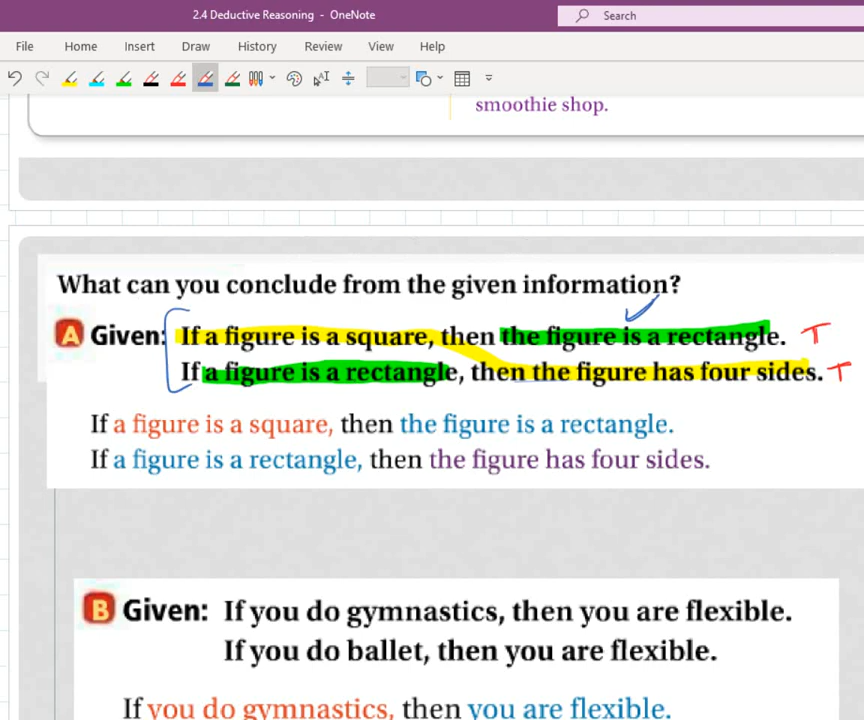 2.4 Deductive Reasoning - OneNote
Search
File Home Insert Draw History Review View Help
smoothie shop.
What can you conclude from the given information?
A Given: If a figure is a square, then the figure is a rectangle. T
If a figure is a rectangle, then the figure has four sides. T
If a figure is a square, then the figure is a rectangle.
If a figure is a rectangle, then the figure has four sides.
B Given: If you do gymnastics, then you are flexible.
If you do ballet, then you are flexible.
If you do gymnastics, then you are flexible.